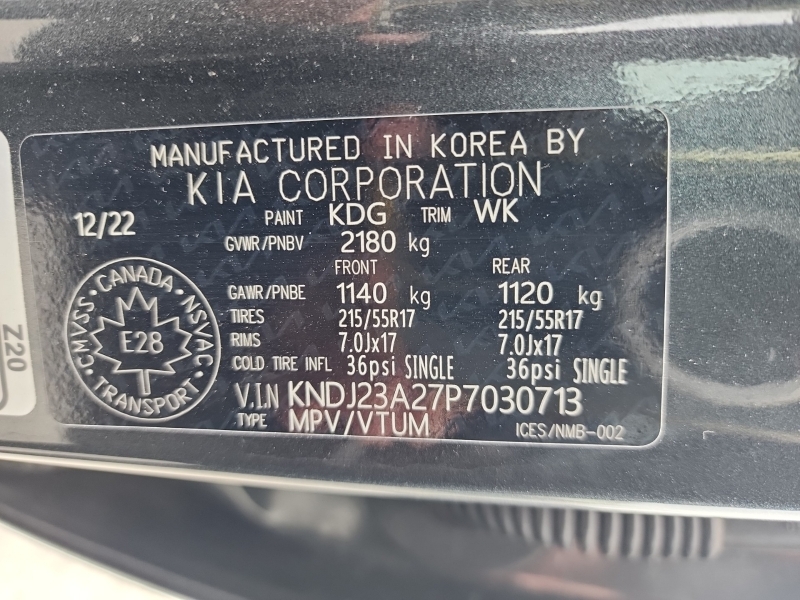 MANUFACTURED IN KOREA BY
KIA CORPORATION
12/22 PAINT KDG TRIM WK
GVWR/PNBV 2180 kg
FRONT REAR
GAWR/PNBE 1140 kg 1120 kg
TIRES 215/55R17 215/55R17
RIMS 7.0Jx17 7.0Jx17
COLD TIRE INFL 36psi SINGLE 36psi SINGLE
V.I.N KNDJ23A27P7030713
TYPE MPV/VTUM ICES/NMB-002
CMVSS · CANADA · NSVAC · TRANSPORT ·
E28
Z20